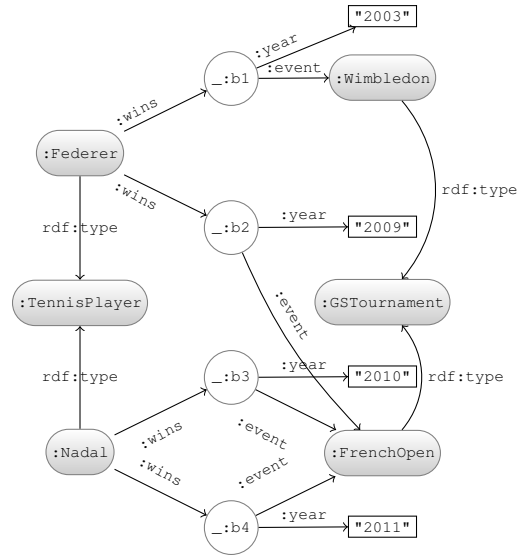 "2003"
:year
_:b1
:event
:Wimbledon
:wins
:Federer
:wins
rdf:type
rdf:type
_:b2
:year
"2009"
:TennisPlayer
:GSTournament
:event
rdf:type
_:b3
:year
"2010"
rdf:type
:wins
:event
:Nadal
:FrenchOpen
:wins
:event
_:b4
:year
"2011"